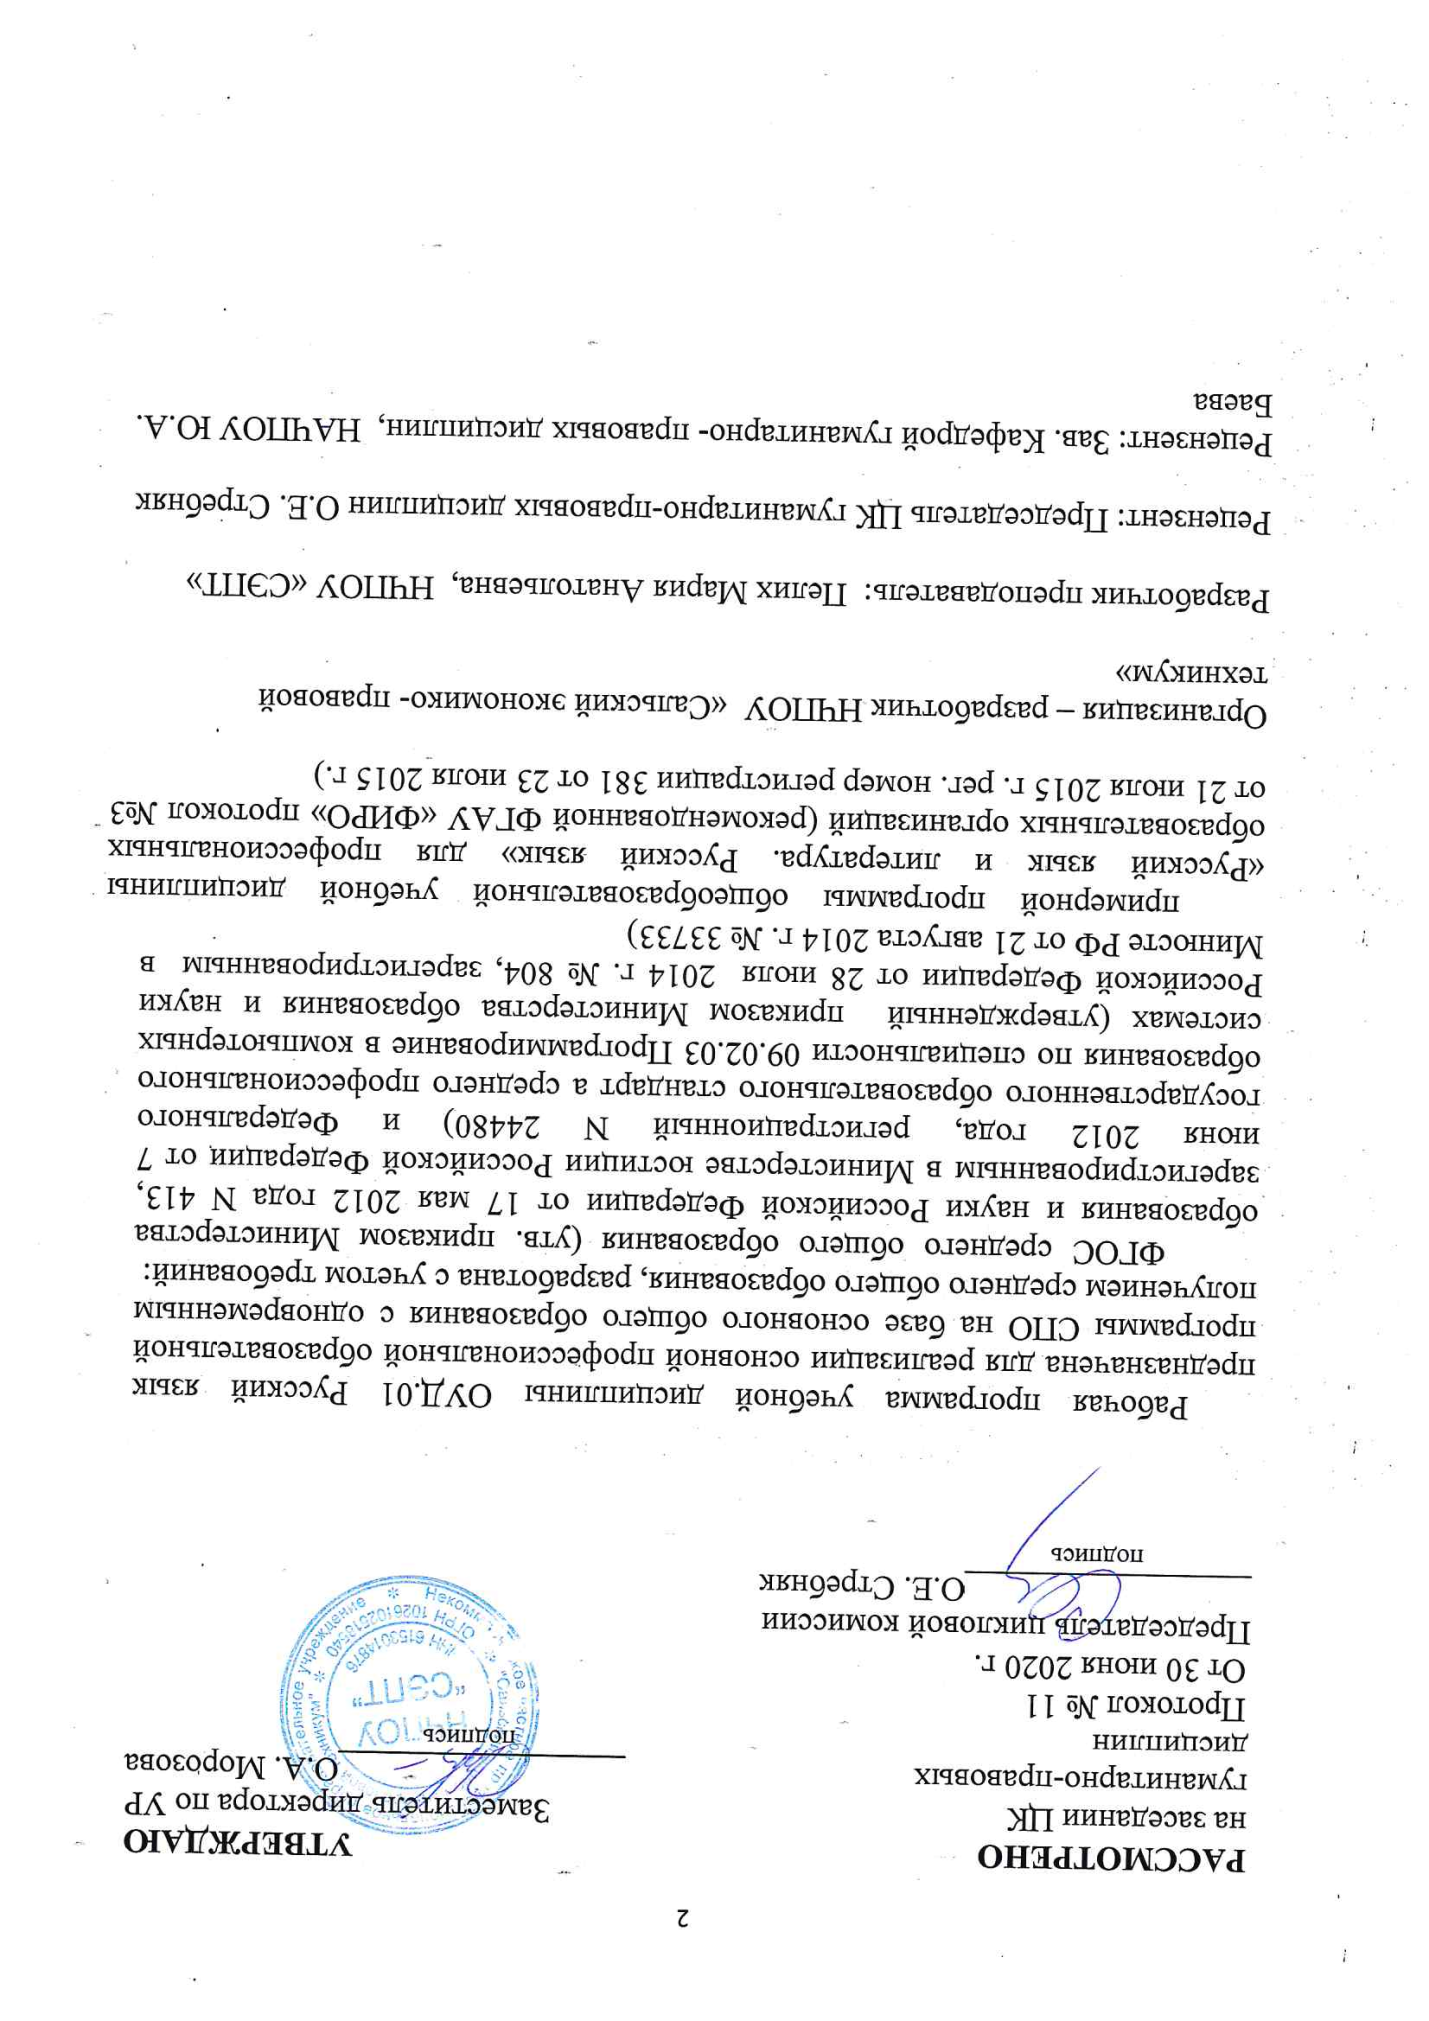 2
РАССМОТРЕНО
на заседании ЦК
гуманитарно-правовых
дисциплин
Протокол № 11
От 30 июня 2020 г.
Председатель цикловой комиссии
О.Е. Стребняк
подпись
УТВЕРЖДАЮ
Заместитель директора по УР
О.А. Морозова
подпись
НЧПОУ
"СЭПТ"
ИНН 6153014876
ОГРН 1026102518540
Рабочая программа учебной дисциплины ОУД.01 Русский язык
предназначена для реализации основной профессиональной образовательной
программы СПО на базе основного общего образования с одновременным
получением среднего общего образования, разработана с учетом требований:
ФГОС среднего общего образования (утв. приказом Министерства
образования и науки Российской Федерации от 17 мая 2012 года N 413,
зарегистрированным в Министерстве юстиции Российской Федерации от 7
июня 2012 года, регистрационный N 24480) и Федерального
государственного образовательного стандарт а среднего профессионального
образования по специальности 09.02.03 Программирование в компьютерных
системах (утвержденный приказом Министерства образования и науки
Российской Федерации от 28 июля 2014 г. № 804, зарегистрированным в
Минюсте РФ от 21 августа 2014 г. № 33733)
примерной программы общеобразовательной учебной дисциплины
«Русский язык и литература. Русский язык» для профессиональных
образовательных организаций (рекомендованной ФГАУ «ФИРО» протокол №3
от 21 июля 2015 г. рег. номер регистрации 381 от 23 июля 2015 г.)
Организация – разработчик НЧПОУ «Сальский экономико- правовой
техникум»
Разработчик преподаватель: Пелих Мария Анатольевна, НЧПОУ «СЭПТ»
Рецензент: Председатель ЦК гуманитарно-правовых дисциплин О.Е. Стребняк
Рецензент: Зав. Кафедрой гуманитарно- правовых дисциплин, НАЧПОУ Ю.А.
Баева